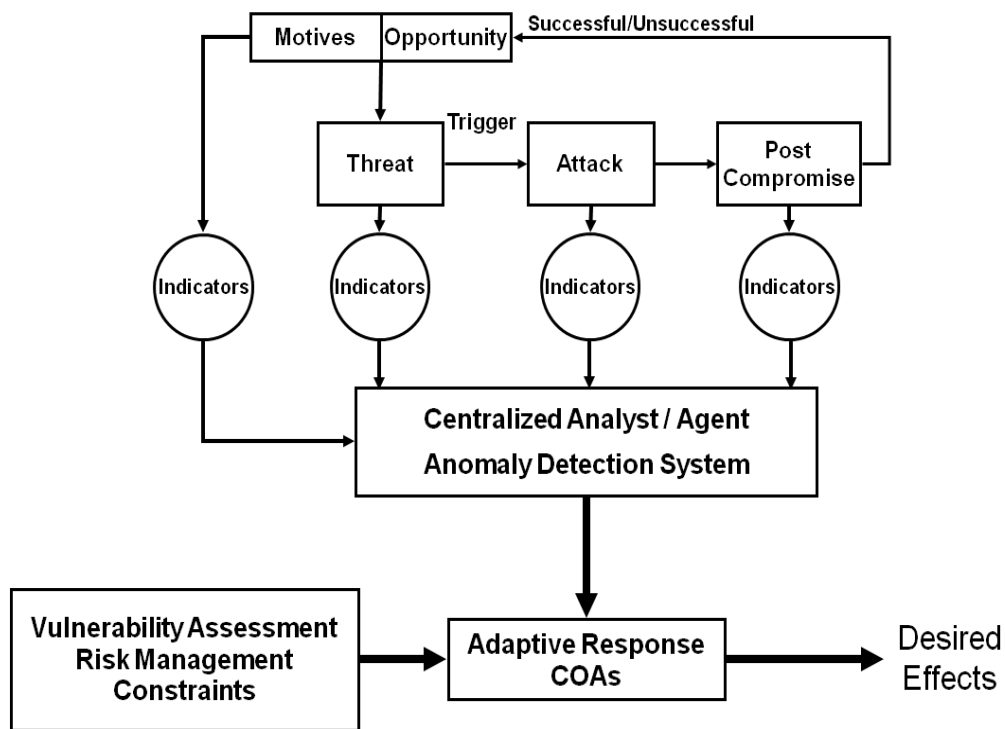 Motives
Opportunity
Successful/Unsuccessful
Trigger
Threat
Attack
Post
Compromise
Indicators
Indicators
Indicators
Indicators
Centralized Analyst / Agent
Anomaly Detection System
Vulnerability Assessment
Risk Management
Constraints
Adaptive Response
COAs
Desired
Effects